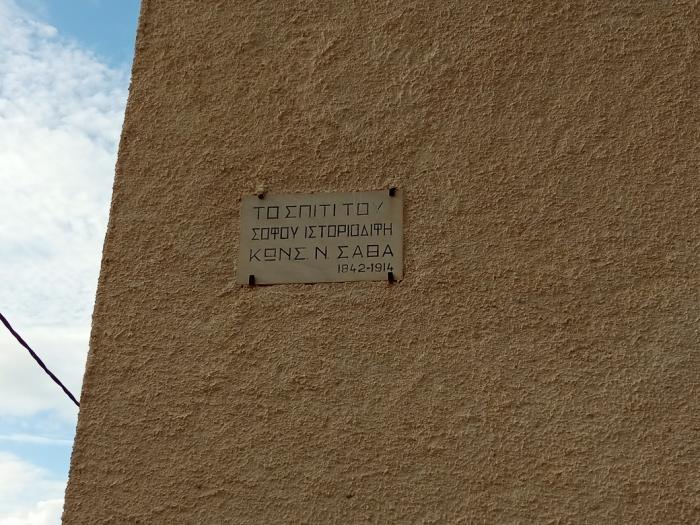 ΤΟ ΣΠΙΤΙ ΤΟΥ
ΣΟΦΟΥ ΙΣΤΟΡΙΟΔΙΦΗ
ΚΩΝΣ. Ν. ΣΑΘΑ
1842-1914